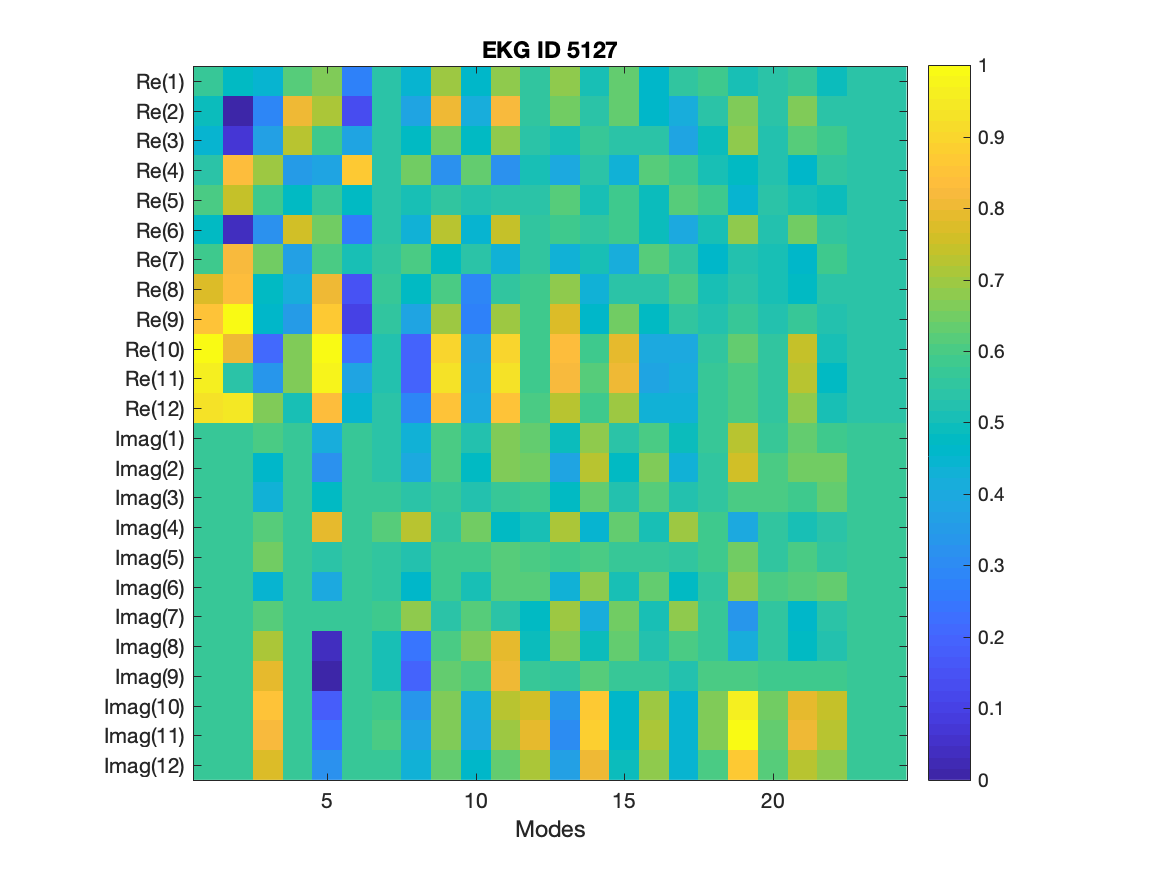 EKG ID 5127
Re(1)
Re(2)
Re(3)
Re(4)
Re(5)
Re(6)
Re(7)
Re(8)
Re(9)
Re(10)
Re(11)
Re(12)
Imag(1)
Imag(2)
Imag(3)
Imag(4)
Imag(5)
Imag(6)
Imag(7)
Imag(8)
Imag(9)
Imag(10)
Imag(11)
Imag(12)
5 10 15 20
Modes
1
0.9
0.8
0.7
0.6
0.5
0.4
0.3
0.2
0.1
0